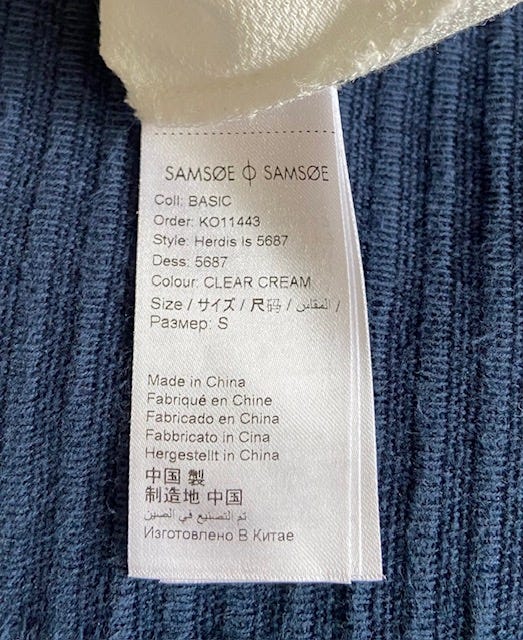 SAMSØE ϕ SAMSØE
Coll: BASIC
Order: KO11443
Style: Herdis ls 5687
Dess: 5687
Colour: CLEAR CREAM
Size / サイズ / 尺码 / المقاس /
Размер: S
Made in China
Fabriqué en Chine
Fabricado en China
Fabbricato in Cina
Hergestellt in China
中国 製
制造地 中国
تم التصنيع في الصين
Изготовлено В Китае